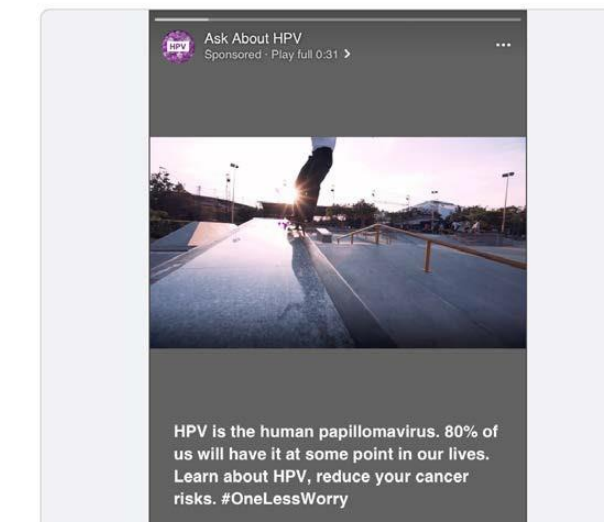 HPV
Ask About HPV
Sponsored · Play full 0:31 >
HPV is the human papillomavirus. 80% of
us will have it at some point in our lives.
Learn about HPV, reduce your cancer
risks. #OneLessWorry